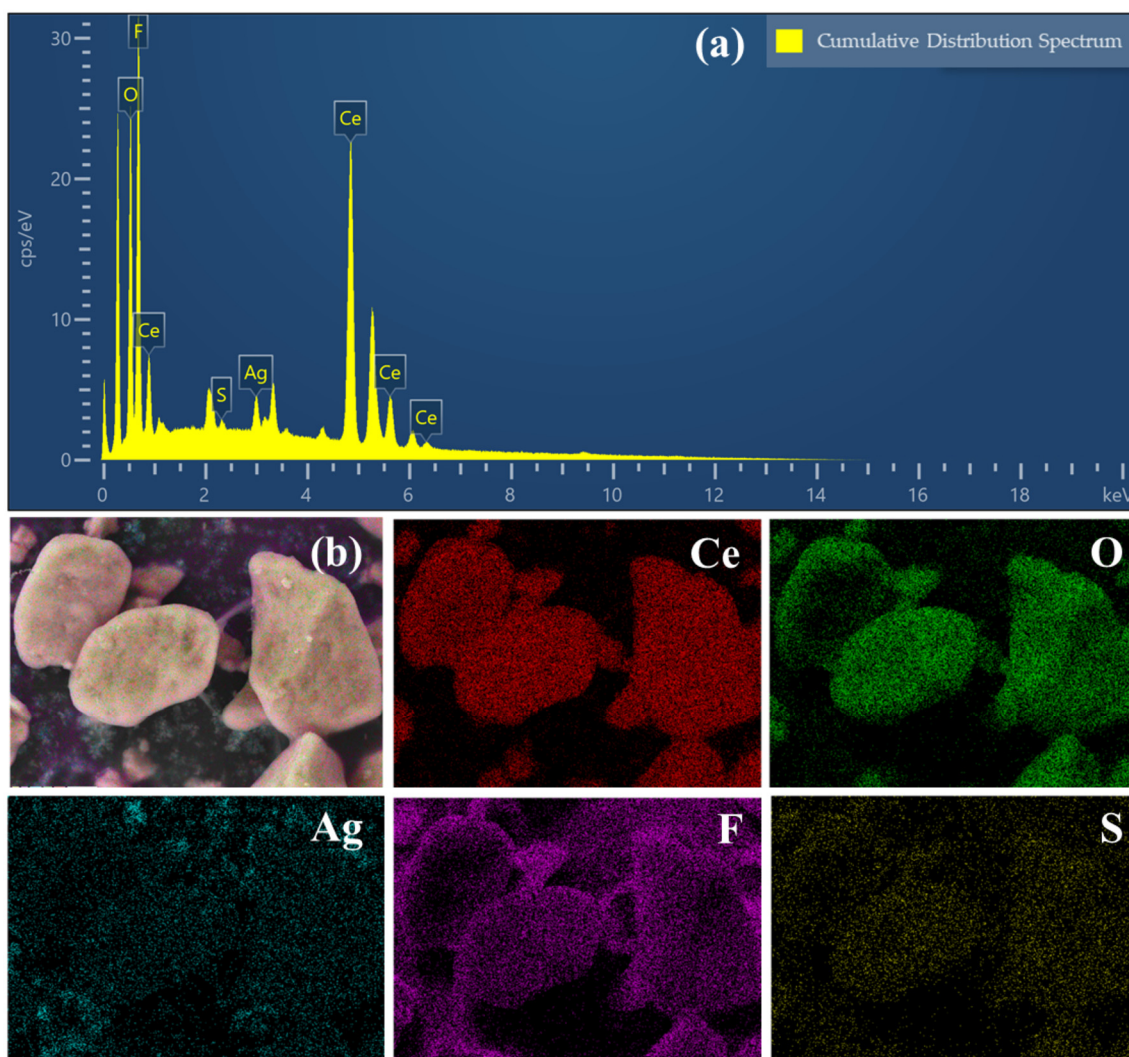 30
F
(a)
Cumulative Distribution Spectrum
O
Ce
20
cps/eV
10
Ce
S
Ag
Ce
Ce
0
0 2 4 6 8 10 12 14 16 18 keV
(b)
Ce
O
Ag
F
S